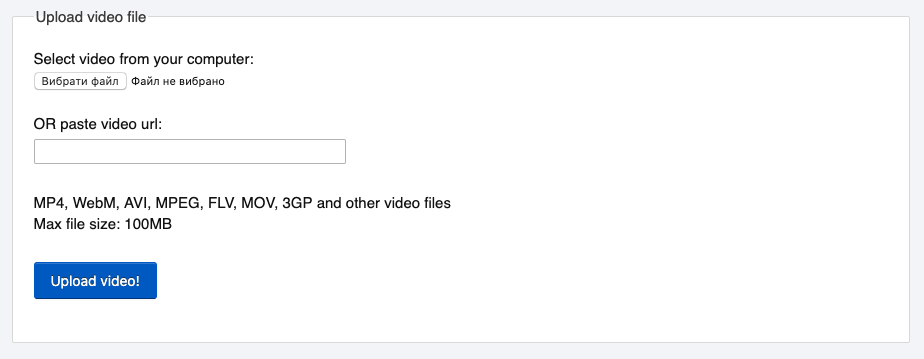 Upload video file
Select video from your computer:
Вибрати файл Файл не вибрано
OR paste video url:
MP4, WebM, AVI, MPEG, FLV, MOV, 3GP and other video files
Max file size: 100MB
Upload video!